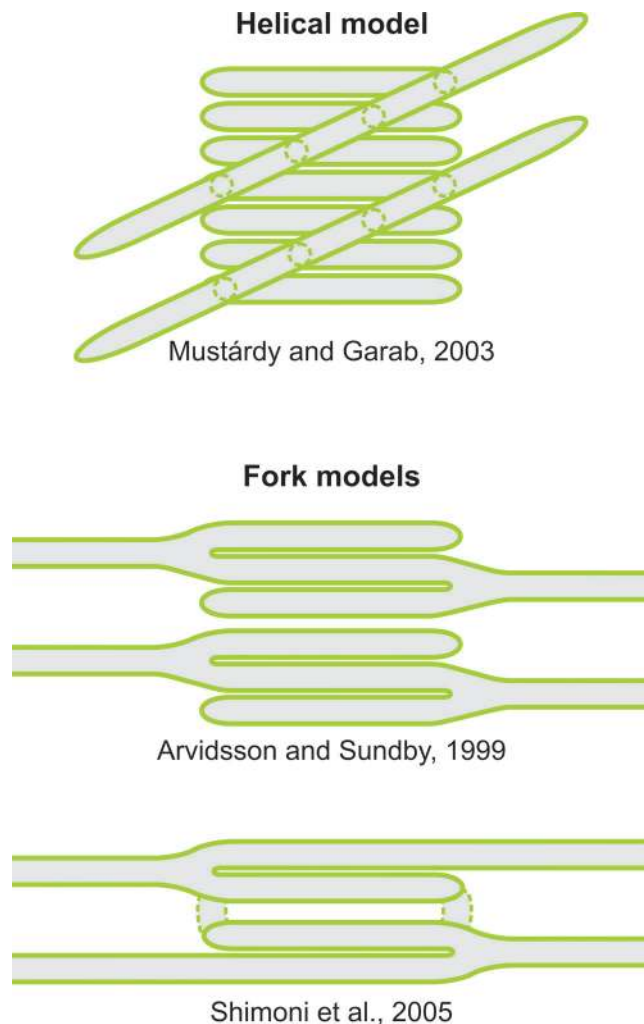 Helical model
Mustárdy and Garab, 2003
Fork models
Arvidsson and Sundby, 1999
Shimoni et al., 2005